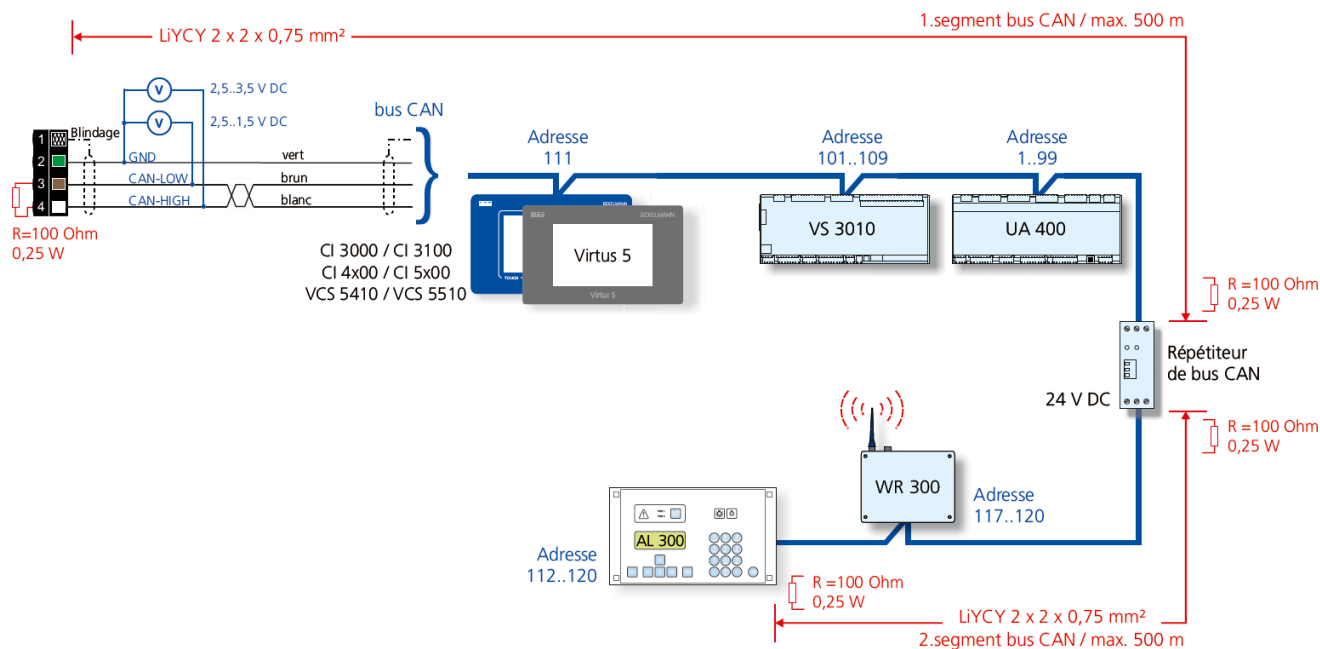 1.segment bus CAN / max. 500 m
LiYCY 2 x 2 x 0,75 mm²
V
2,5..3,5 V DC
V
2,5..1,5 V DC
bus CAN
1
Blindage
2
GND
vert
3
CAN-LOW
brun
4
CAN-HIGH
blanc
R=100 Ohm
0,25 W
CI 3000 / CI 3100
CI 4x00 / CI 5x00
VCS 5410 / VCS 5510
Adresse
111
ECKELMANN
ECKELMANN
Virtus 5
Virtus 5
TOUCH
Adresse
101..109
VS 3010
Adresse
1..99
UA 400
R =100 Ohm
0,25 W
Répétiteur
de bus CAN
24 V DC
R =100 Ohm
0,25 W
WR 300
Adresse
117..120
AL 300
Adresse
112..120
R =100 Ohm
0,25 W
LiYCY 2 x 2 x 0,75 mm²
2.segment bus CAN / max. 500 m